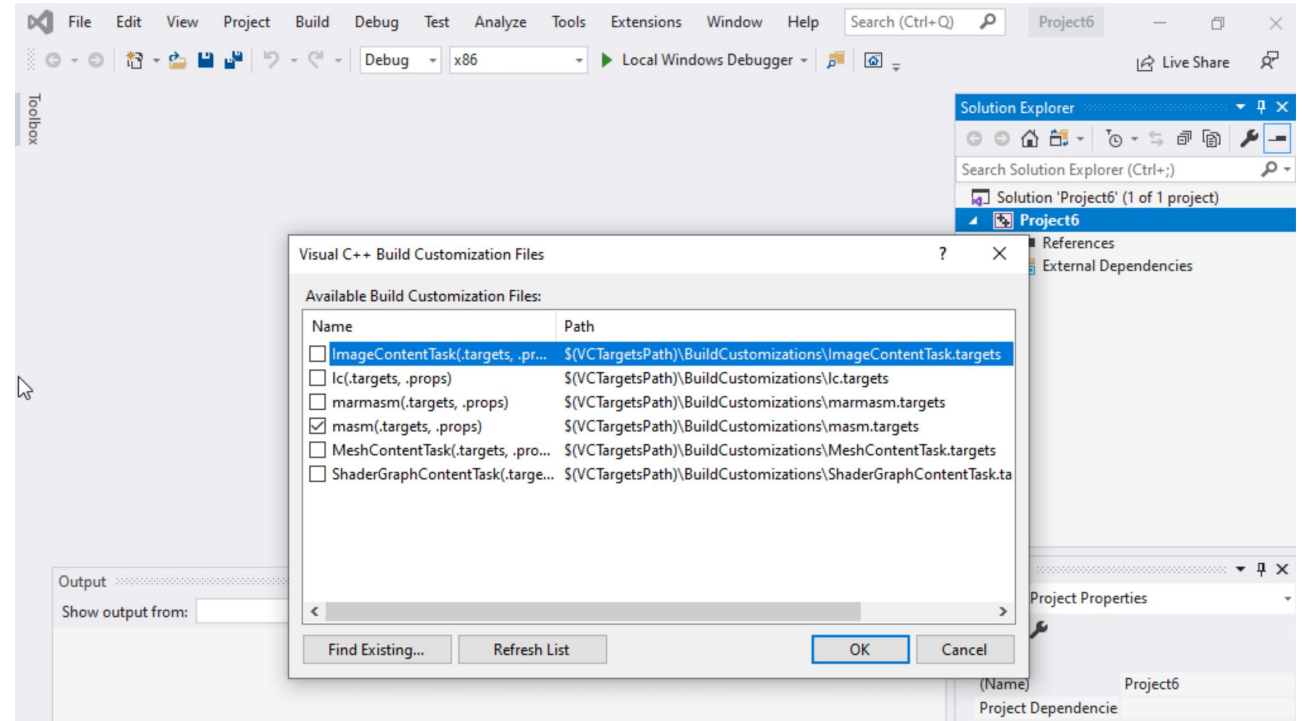 File Edit View Project Build Debug Test Analyze Tools Extensions Window Help Search (Ctrl+Q) Project6
Debug x86 Local Windows Debugger Live Share
Toolbox
Solution Explorer
Search Solution Explorer (Ctrl+;)
Solution 'Project6' (1 of 1 project)
Project6
References
External Dependencies
Visual C++ Build Customization Files ?
Available Build Customization Files:
Name Path
ImageContentTask(.targets, .pr... $(VCTargetsPath)\BuildCustomizations\ImageContentTask.targets
lc(.targets, .props) $(VCTargetsPath)\BuildCustomizations\lc.targets
marmasm(.targets, .props) $(VCTargetsPath)\BuildCustomizations\marmasm.targets
masm(.targets, .props) $(VCTargetsPath)\BuildCustomizations\masm.targets
MeshContentTask(.targets, .pro... $(VCTargetsPath)\BuildCustomizations\MeshContentTask.targets
ShaderGraphContentTask(.targe... $(VCTargetsPath)\BuildCustomizations\ShaderGraphContentTask.ta
Find Existing... Refresh List OK Cancel
Output
Show output from:
Project Properties
(Name) Project6
Project Dependencie